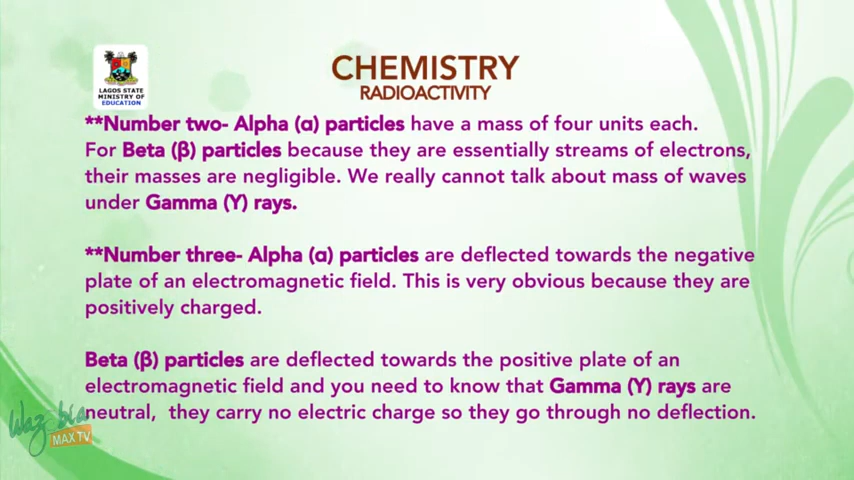 LAGOS STATE
MINISTRY OF
EDUCATION
CHEMISTRY
RADIOACTIVITY
**Number two- Alpha (α) particles have a mass of four units each.
For Beta (β) particles because they are essentially streams of electrons,
their masses are negligible. We really cannot talk about mass of waves
under Gamma (Y) rays.
**Number three- Alpha (α) particles are deflected towards the negative
plate of an electromagnetic field. This is very obvious because they are
positively charged.
Beta (β) particles are deflected towards the positive plate of an
electromagnetic field and you need to know that Gamma (Y) rays are
neutral, they carry no electric charge so they go through no deflection.
Wazobia
MAX TV